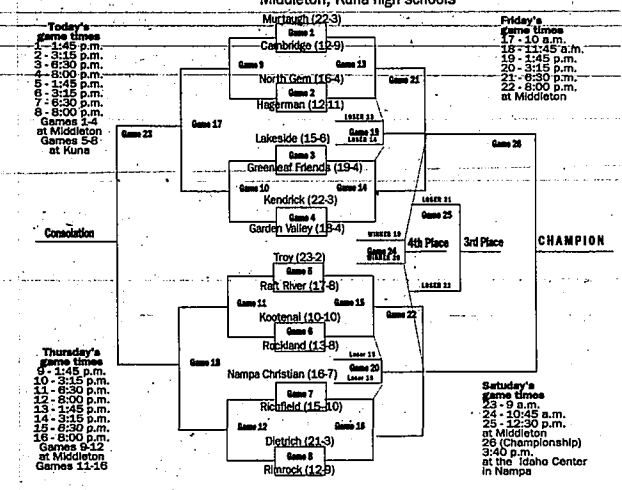 Middleton, Kuna high schools
Today's
game times
1 - 1:45 p.m.
2 - 3:15 p.m.
3 - 6:30 p.m.
4 - 8:00 p.m.
5 - 1:45 p.m.
6 - 3:15 p.m.
7 - 6:30 p.m.
8 - 8:00 p.m.
Games 1-4
at Middleton
Games 5-8
at Kuna
Friday's
game times
17 - 10 a.m.
18 - 11:45 a.m.
19 - 1:45 p.m.
20 - 3:15 p.m.
21 - 6:30 p.m.
22 - 8:00 p.m.
at Middleton
Murtaugh (22-3)
Game 1
Cambridge (12-9)
Game 9
Game 13
North Gem (16-4)
Game 2
Hagerman (12-11)
Game 21
Game 17
Game 23
LOSER 13
Game 19
LOSER 14
Lakeside (15-6)
Game 3
Greenleaf Friends (19-4)
Game 10
Game 14
Kendrick (22-3)
Game 4
Garden Valley (18-4)
Game 26
LOSER 21
Game 25
WINNER 19
Game 24
WINNER 20
4th Place
3rd Place
CHAMPION
LOSER 22
Consolation
Troy (23-2)
Game 5
Raft River (17-8)
Game 11
Game 15
Kootenai (10-10)
Game 6
Rockland (13-8)
Game 22
Game 18
Loser 15
Game 20
Loser 16
Nampa Christian (16-7)
Game 7
Richfield (15-10)
Game 12
Game 16
Dietrich (21-3)
Game 8
Rimrock (12-9)
Thursday's
game times
9 - 1:45 p.m.
10 - 3:15 p.m.
11 - 6:30 p.m.
12 - 8:00 p.m.
13 - 1:45 p.m.
14 - 3:15 p.m.
15 - 6:30 p.m.
16 - 8:00 p.m.
Games 9-12
at Middleton
Games 11-16
Satuday's
game times
23 - 9 a.m.
24 - 10:45 a.m.
25 - 12:30 p.m.
at Middleton
26 (Championship)
3:40 p.m.
at the Idaho Center
in Nampa